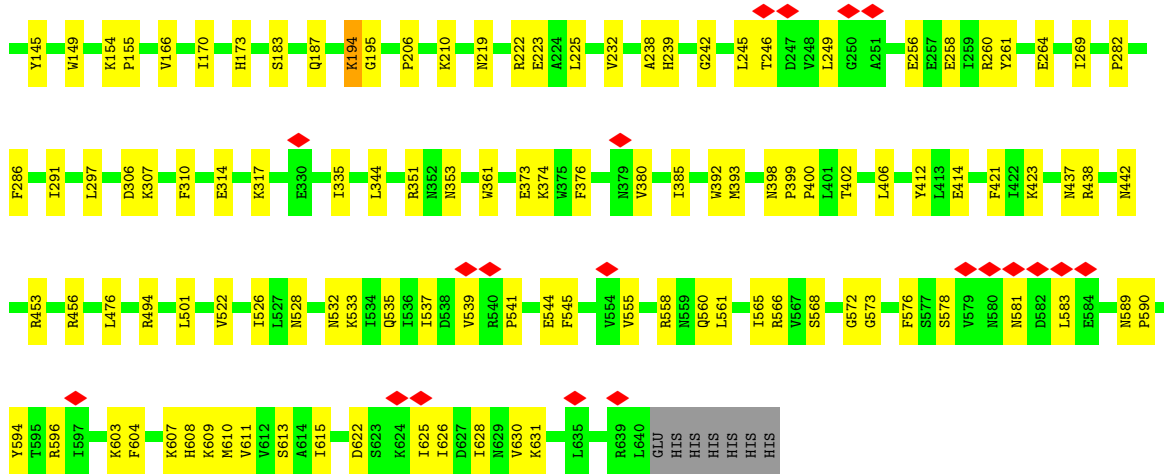 Y145 W149 K154 P155 V166 I170 H173 S183 Q187 K194 G195 P206 K210 N219 R222 E223 A224 L225 V232 A238 H239 G242 L245 T246 D247 V248 L249 G250 A251 E256 E257 E258 I259 R260 Y261 E264 I269 P282
F286 I291 L297 D306 K307 F310 E314 K317 E330 I335 L344 R351 N352 N353 W361 E373 K374 W375 F376 N379 V380 I385 W392 M393 N398 P399 P400 L401 T402 L406 Y412 L413 E414 F421 I422 K423 N437 R438 N442
R453 R456 L476 R494 L501 V522 I526 L527 N528 N532 K533 I534 Q535 I536 I537 D538 V539 R540 P541 E544 F545 V554 V555 R558 N559 Q560 L561 I565 R566 V567 S568 G572 G573 F576 S577 S578 V579 N580 N581 D582 L583 E584 N589 P590
Y594 T595 R596 I597 K603 F604 K607 H608 K609 M610 V611 V612 S613 A614 I615 D622 S623 K624 I625 I626 D627 I628 N629 V630 K631 L635 R639 L640 GLU HIS HIS HIS HIS HIS HIS